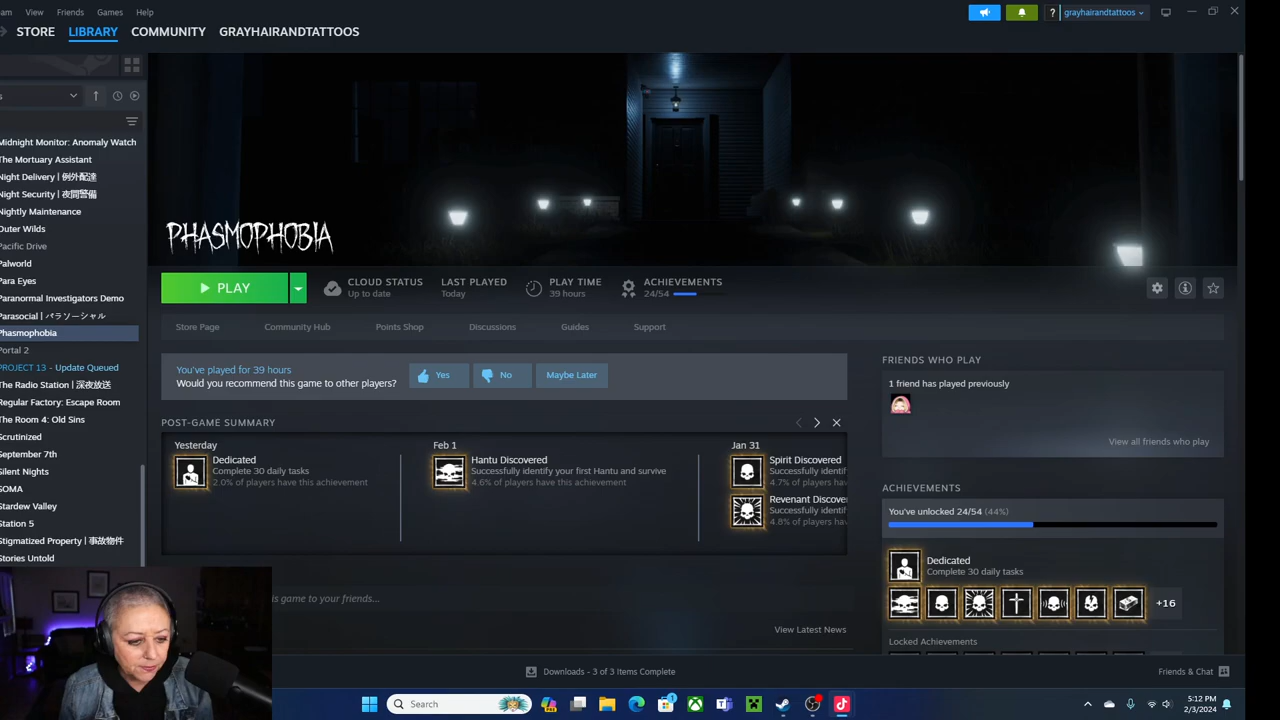 am View Friends Games Help
? grayhairandtattoos
STORE LIBRARY COMMUNITY GRAYHAIRANDTATTOOS
s
Midnight Monitor: Anomaly Watch
The Mortuary Assistant
Night Delivery | 例外配達
Night Security | 夜間警備
Nightly Maintenance
Outer Wilds
Pacific Drive
Palworld
Para Eyes
Paranormal Investigators Demo
Parasocial | パラソーシャル
Phasmophobia
Portal 2
PROJECT 13 - Update Queued
The Radio Station | 深夜放送
Regular Factory: Escape Room
The Room 4: Old Sins
Scrutinized
September 7th
Silent Nights
SOMA
Stardew Valley
Station 5
Stigmatized Property | 事故物件
Stories Untold
PHASMOPHOBIA
PLAY
CLOUD STATUS
Up to date
LAST PLAYED
Today
PLAY TIME
39 hours
ACHIEVEMENTS
24/54
Store Page Community Hub Points Shop Discussions Guides Support
You've played for 39 hours
Would you recommend this game to other players?
Yes No Maybe Later
POST-GAME SUMMARY
Yesterday
Dedicated
Complete 30 daily tasks
2.0% of players have this achievement
Feb 1
Hantu Discovered
Successfully identify your first Hantu and survive
4.6% of players have this achievement
Jan 31
Spirit Discovered
Successfully identif
4.7% of players hav
Revenant Discover
Successfully identif
4.8% of players hav
is game to your friends...
View Latest News
FRIENDS WHO PLAY
1 friend has played previously
View all friends who play
ACHIEVEMENTS
You've unlocked 24/54 (44%)
Dedicated
Complete 30 daily tasks
+16
Locked Achievements
Downloads - 3 of 3 Items Complete
Friends & Chat
Search
PRE
1
5:12 PM
2/3/2024